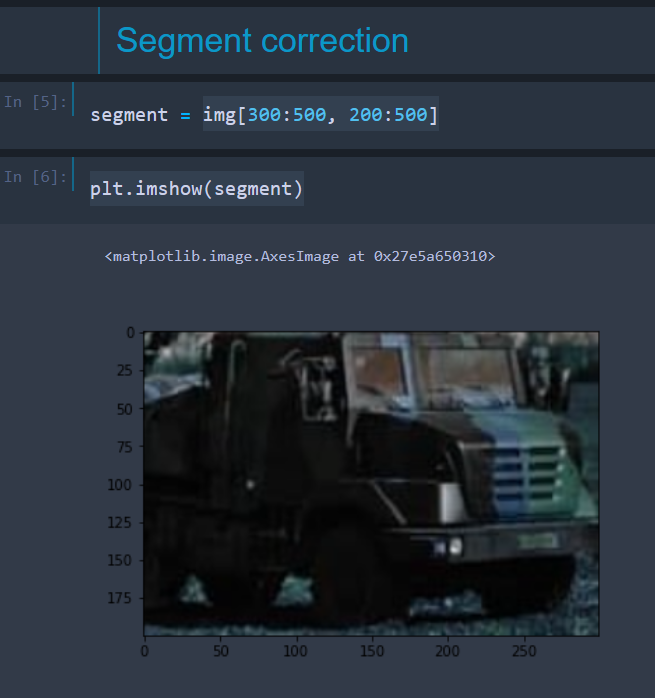 Segment correction
In [5]:
segment = img[300:500, 200:500]
In [6]:
plt.imshow(segment)
<matplotlib.image.AxesImage at 0x27e5a650310>
0
25
50
75
100
125
150
175
0 50 100 150 200 250